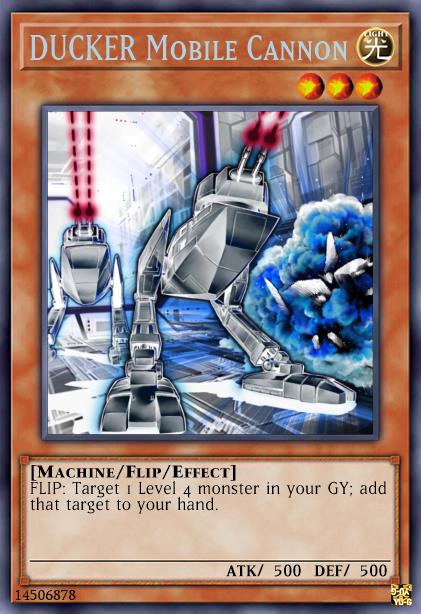 DUCKER MOBILE CANNON
LIGHT
光
[MACHINE/FLIP/EFFECT]
FLIP: Target 1 Level 4 monster in your GY; add
that target to your hand.
ATK/ 500 DEF/ 500
14506878